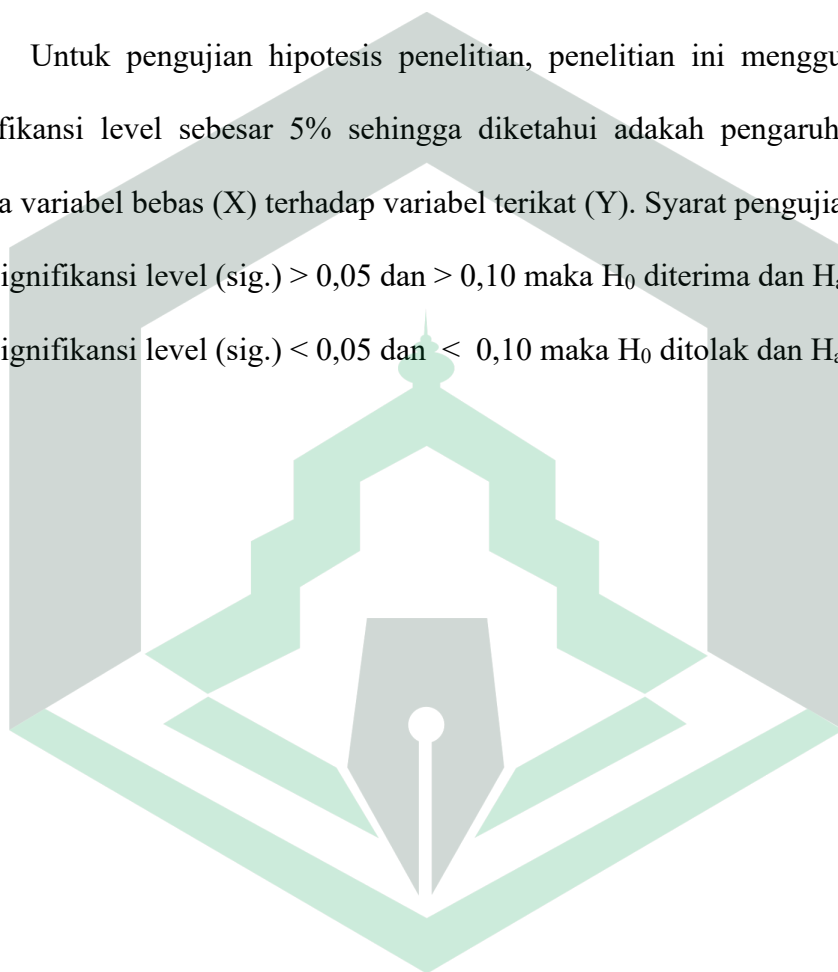 Untuk pengujian hipotesis penelitian, penelitian ini menggu
fikansi level sebesar 5% sehingga diketahui adakah pengaruh
a variabel bebas (X) terhadap variabel terikat (Y). Syarat pengujia
ignifikansi level (sig.) > 0,05 dan > 0,10 maka H₀ diterima dan Hₐ
ignifikansi level (sig.) < 0,05 dan < 0,10 maka H₀ ditolak dan Hₐ